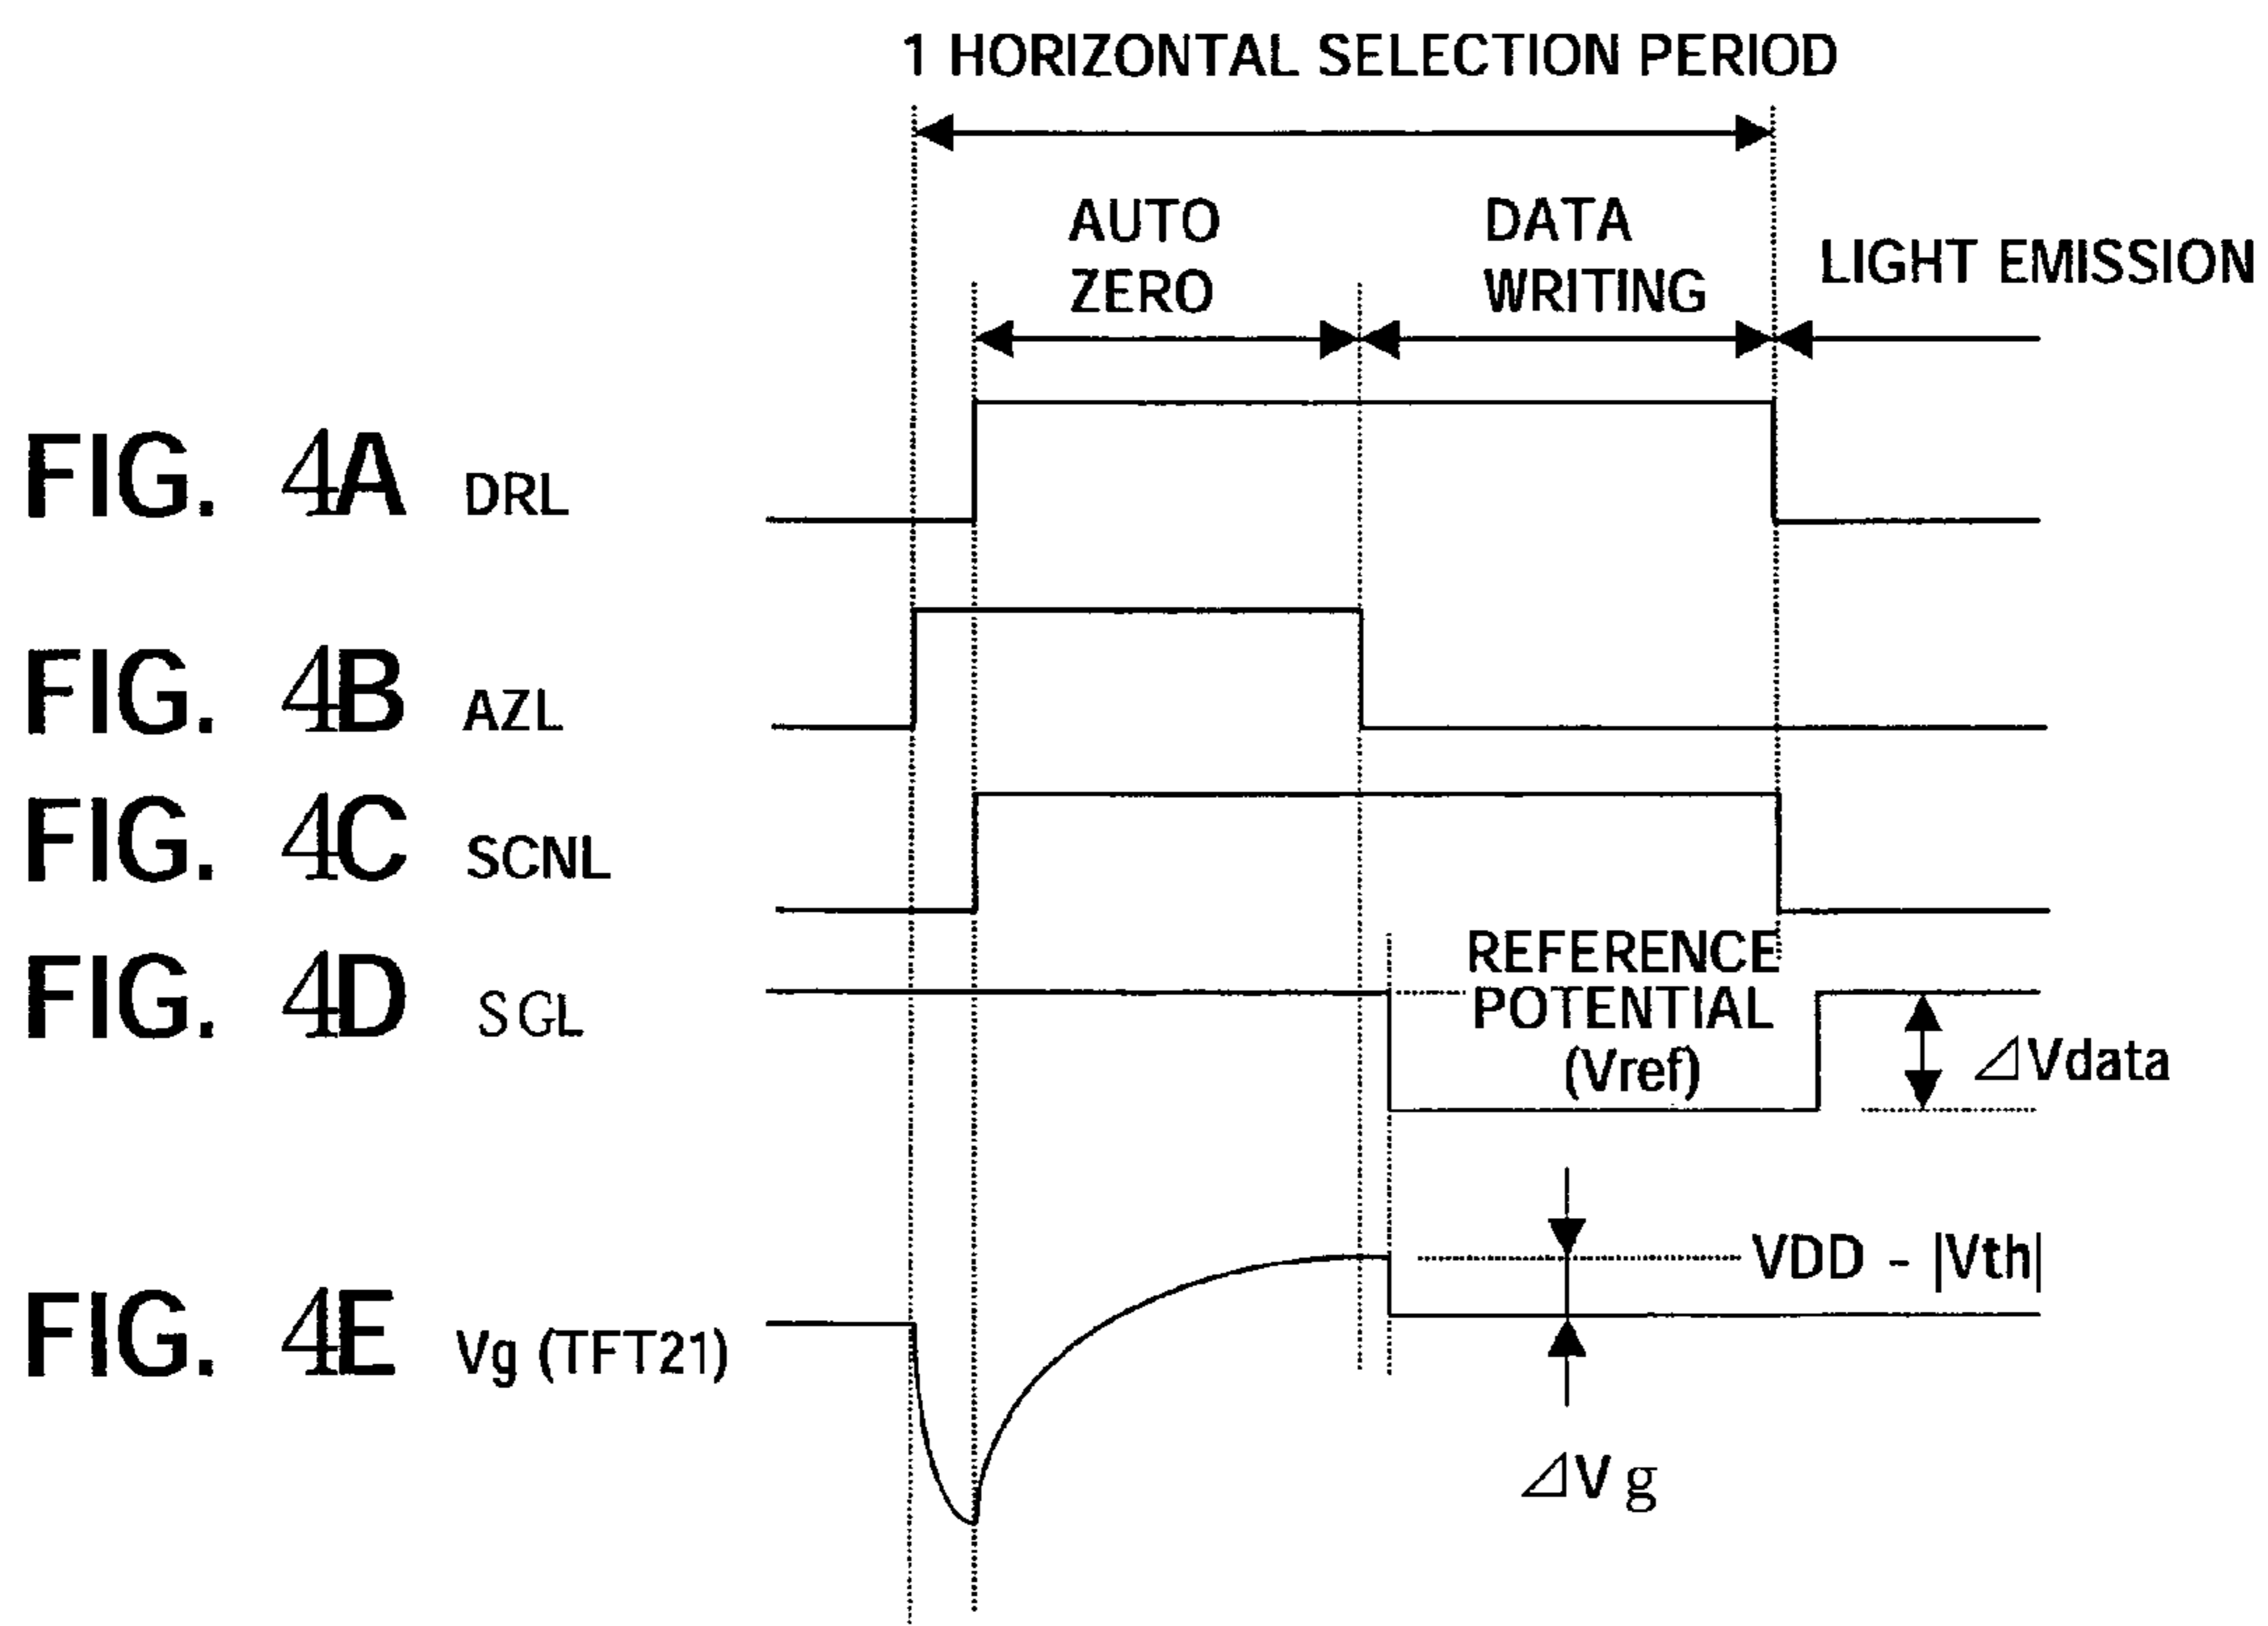 1 HORIZONTAL SELECTION PERIOD
AUTO
ZERO
DATA
WRITING
LIGHT EMISSION
FIG. 4A DRL
FIG. 4B AZL
FIG. 4C SCNL
FIG. 4D SGL
REFERENCE
POTENTIAL
(Vref)
⊿Vdata
FIG. 4E Vg (TFT21)
VDD - |Vth|
⊿Vg